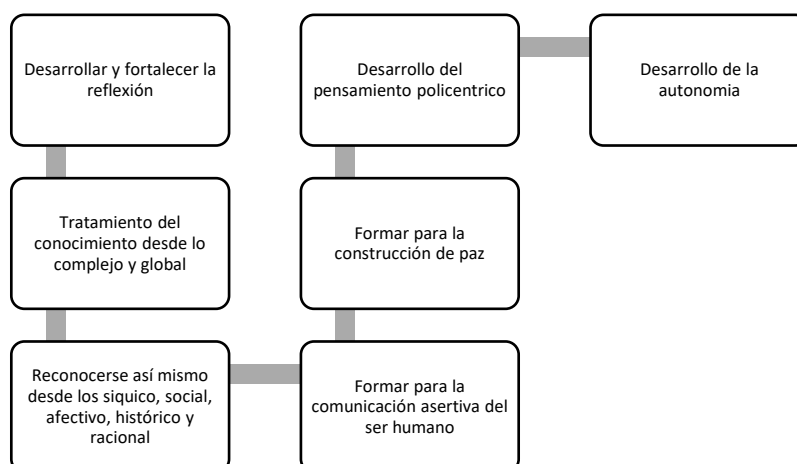 Desarrollar y fortalecer la
reflexión
Tratamiento del
conocimiento desde lo
complejo y global
Reconocerse así mismo
desde los siquico, social,
afectivo, histórico y
racional
Formar para la
comunicación asertiva del
ser humano
Formar para la
construcción de paz
Desarrollo del
pensamiento policentrico
Desarrollo de la
autonomia